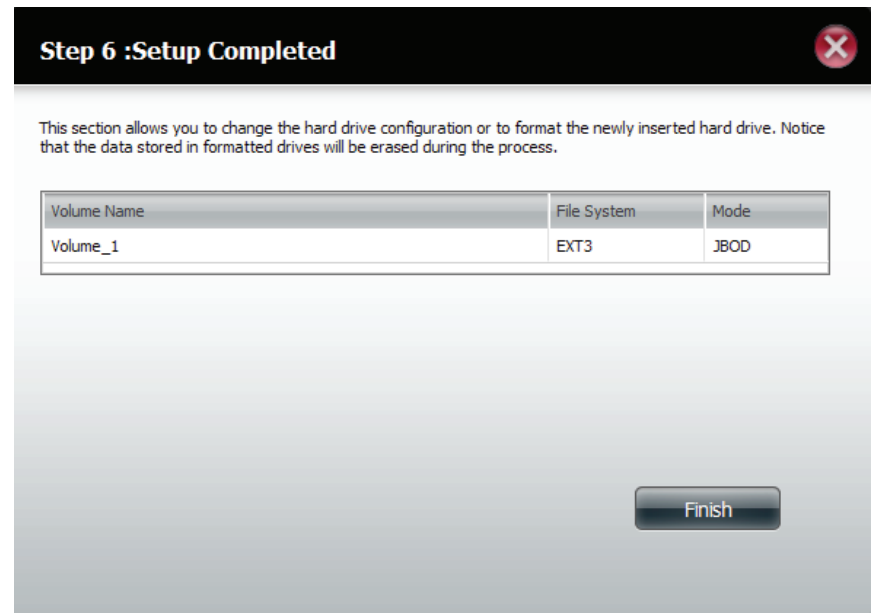 Step 6 :Setup Completed
This section allows you to change the hard drive configuration or to format the newly inserted hard drive. Notice
that the data stored in formatted drives will be erased during the process.
Volume Name File System Mode
Volume_1 EXT3 JBOD
Finish